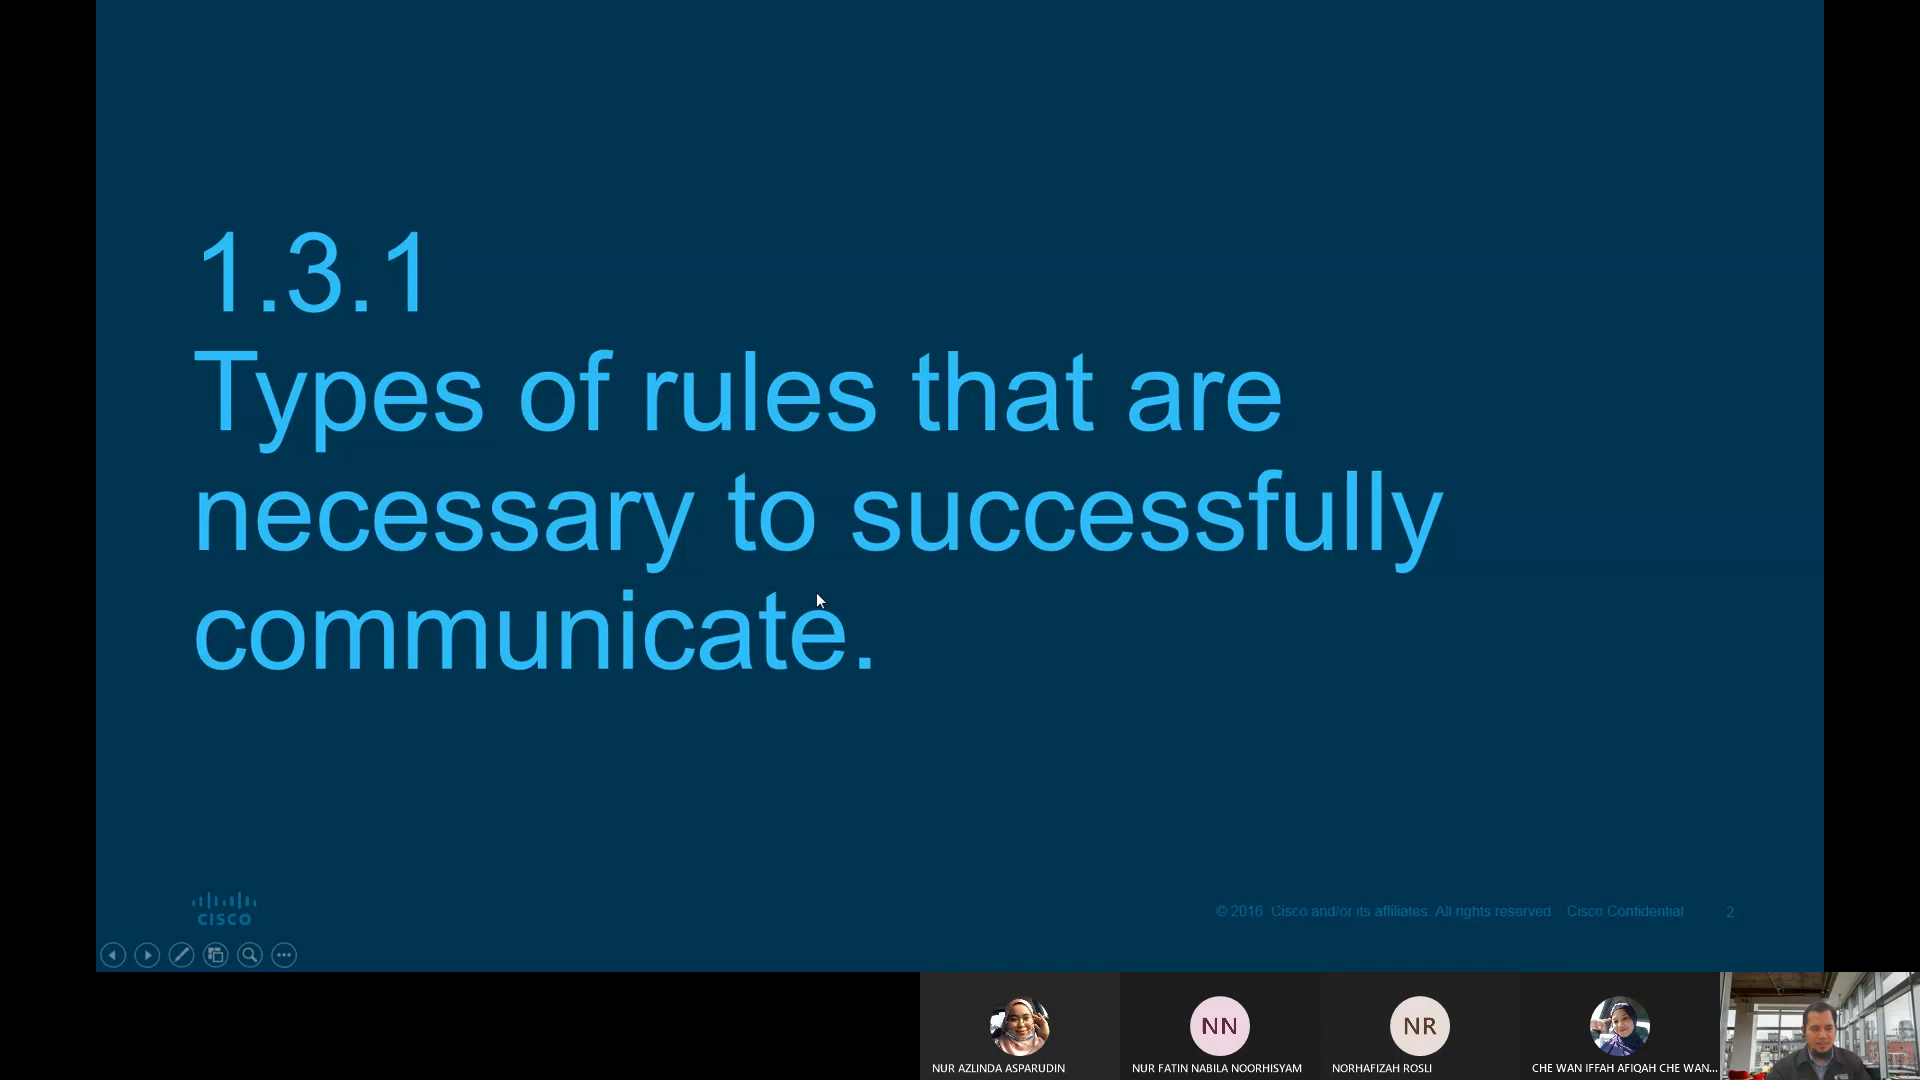 1.3.1
Types of rules that are
necessary to successfully
communicate.
CISCO
© 2016 Cisco and/or its affiliates. All rights reserved Cisco Confidential 2
NN
NR
NUR AZLINDA ASPARUDIN
NUR FATIN NABILA NOORHISYAM
NORHAFIZAH ROSLI
CHE WAN IFFAH AFIQAH CHE WAN...